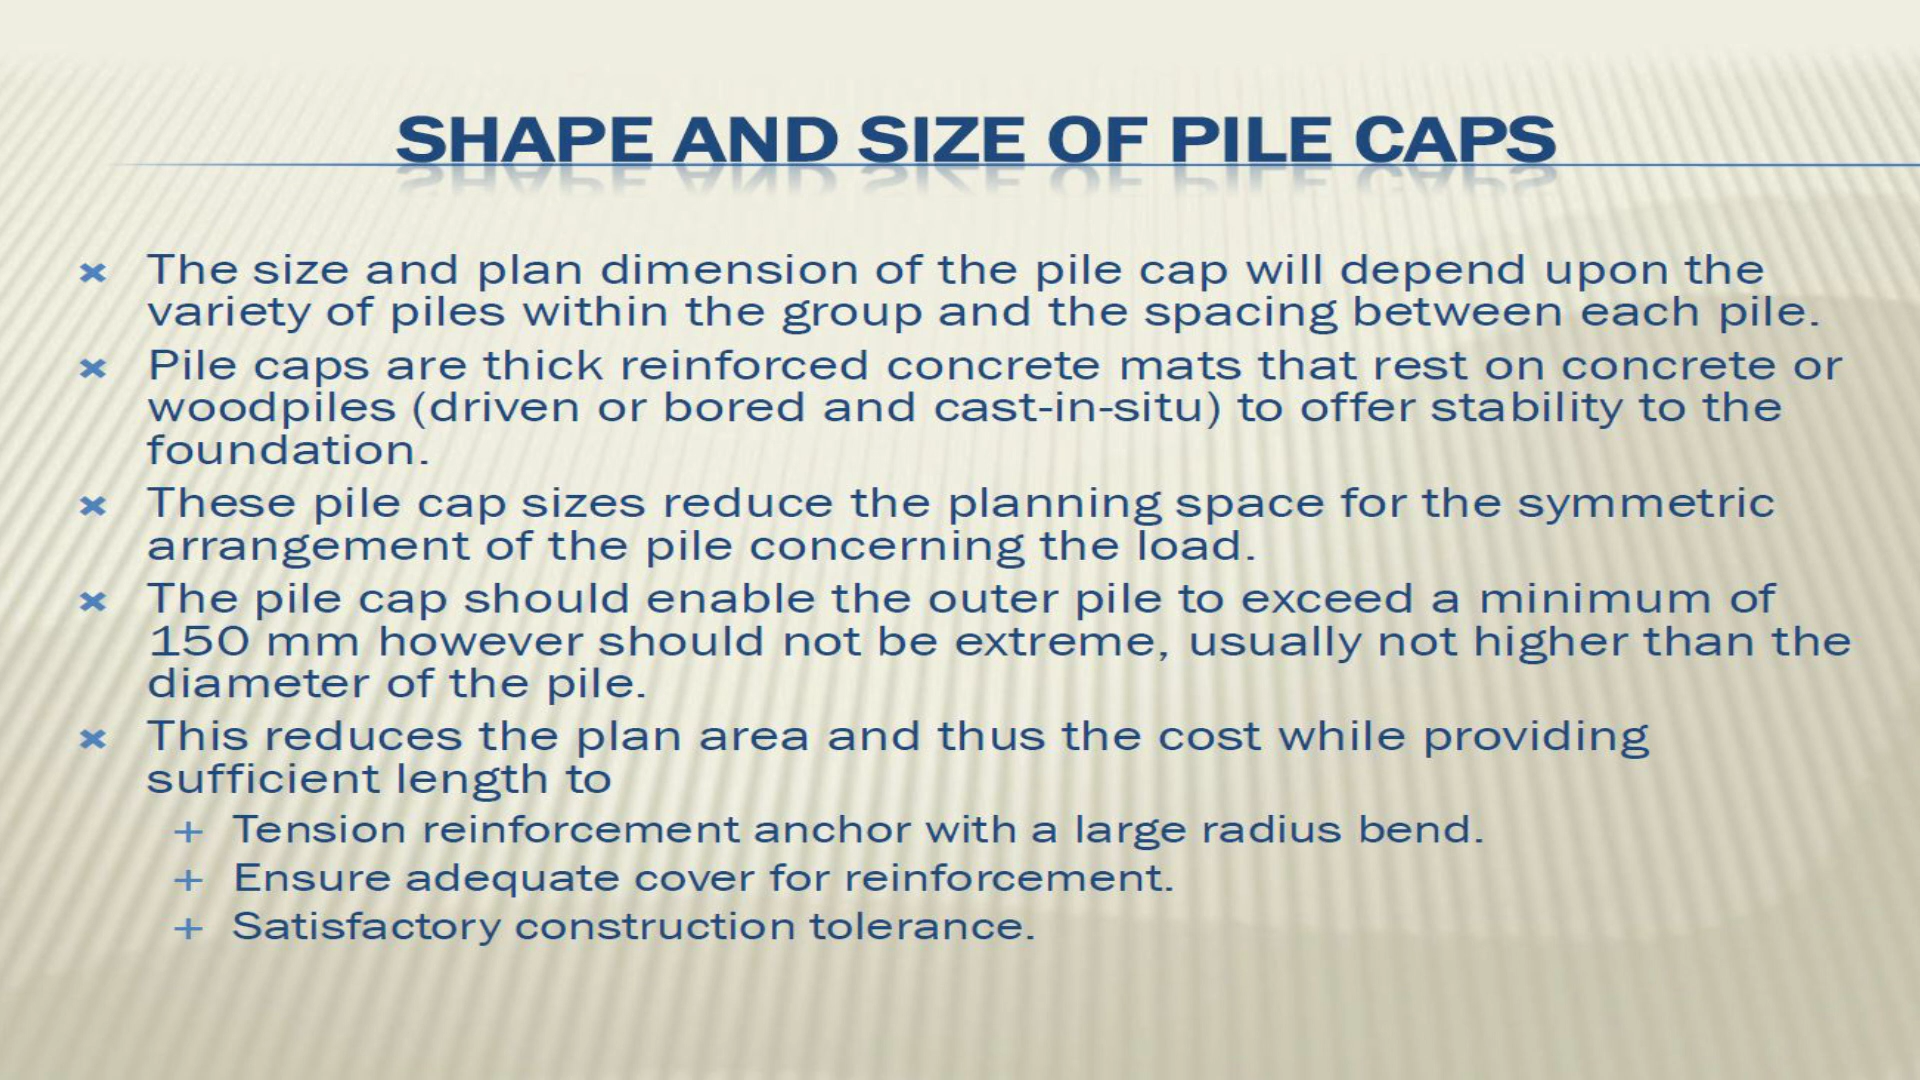 SHAPE AND SIZE OF PILE CAPS
The size and plan dimension of the pile cap will depend upon the
variety of piles within the group and the spacing between each pile.
Pile caps are thick reinforced concrete mats that rest on concrete or
woodpiles (driven or bored and cast-in-situ) to offer stability to the
foundation.
These pile cap sizes reduce the planning space for the symmetric
arrangement of the pile concerning the load.
The pile cap should enable the outer pile to exceed a minimum of
150 mm however should not be extreme, usually not higher than the
diameter of the pile.
This reduces the plan area and thus the cost while providing
sufficient length to
+ Tension reinforcement anchor with a large radius bend.
+ Ensure adequate cover for reinforcement.
+ Satisfactory construction tolerance.